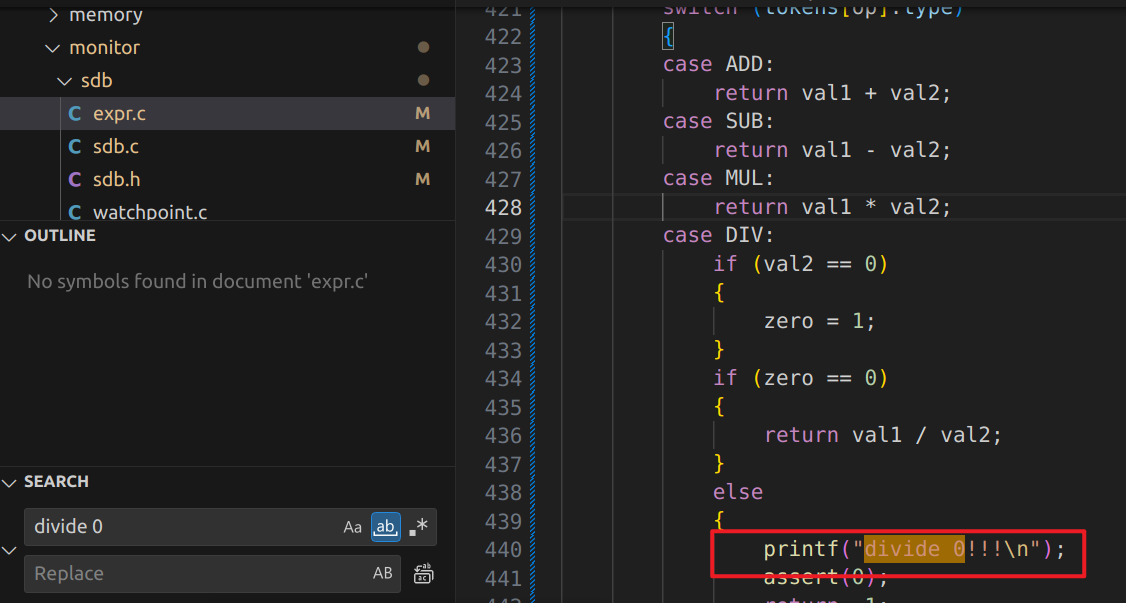 memory
monitor
sdb
C expr.c M
C sdb.c M
C sdb.h M
C watchpoint.c
OUTLINE
No symbols found in document 'expr.c'
SEARCH
divide 0 Aa ab .*
Replace AB
421 switch (tokens[op].type)
422 {
423 case ADD:
424 return val1 + val2;
425 case SUB:
426 return val1 - val2;
427 case MUL:
428 return val1 * val2;
429 case DIV:
430 if (val2 == 0)
431 {
432 zero = 1;
433 }
434 if (zero == 0)
435 {
436 return val1 / val2;
437 }
438 else
439 {
440 printf("divide 0!!!\n");
441 assert(0);